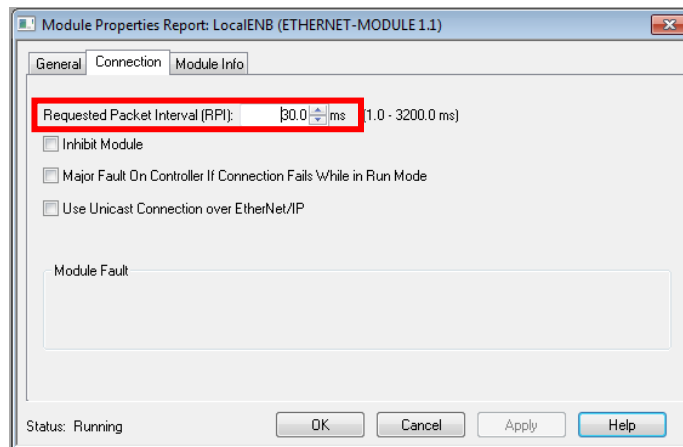 Module Properties Report: LocalENB (ETHERNET-MODULE 1.1)
General Connection Module Info
Requested Packet Interval (RPI): 30.0 ms (1.0 - 3200.0 ms)
Inhibit Module
Major Fault On Controller If Connection Fails While in Run Mode
Use Unicast Connection over EtherNet/IP
Module Fault
Status: Running OK Cancel Apply Help